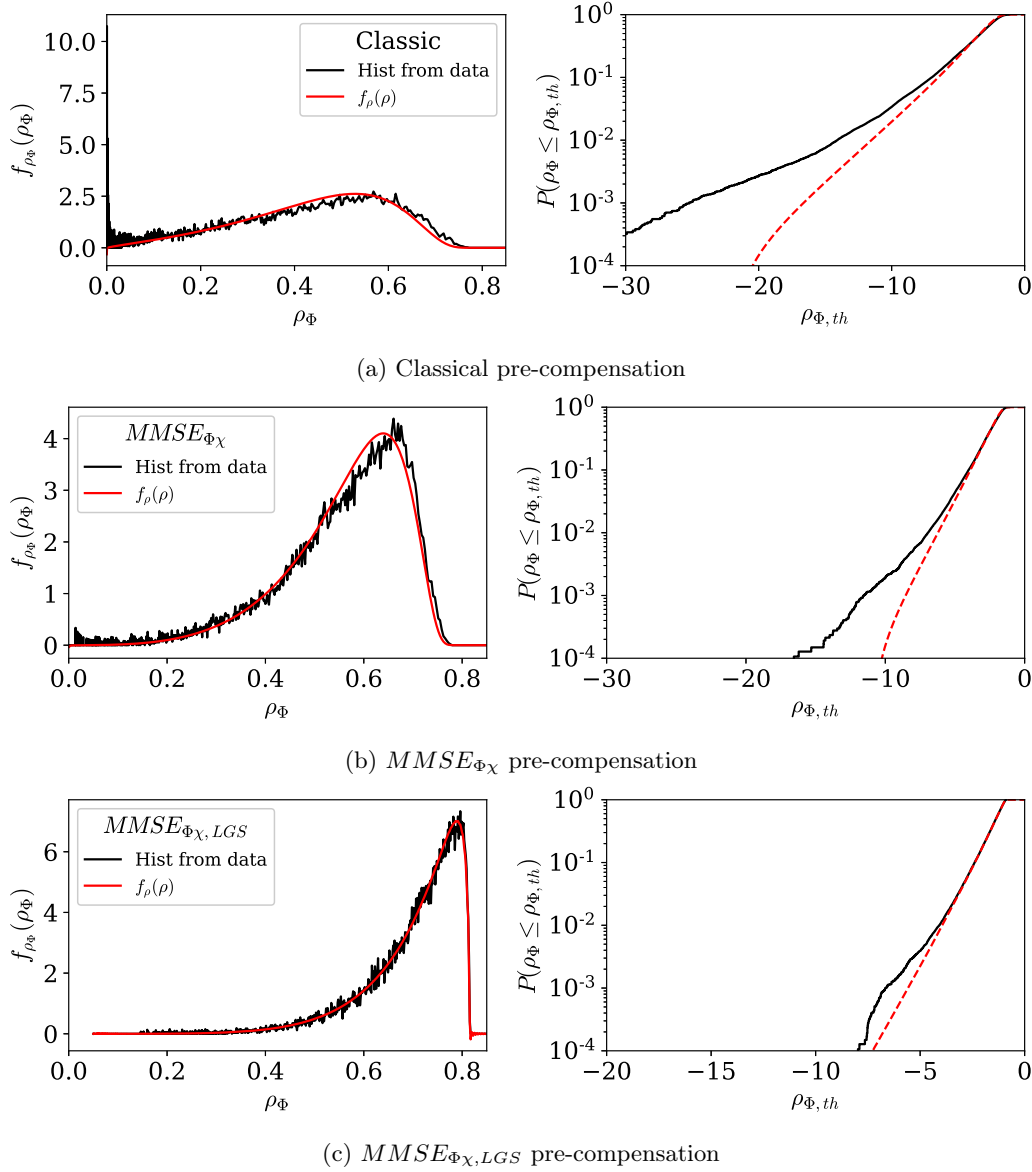 Classic
Hist from data
f_ρ(ρ)
10.0
7.5
5.0
2.5
0.0
f_{ρ_Φ}(ρ_Φ)
0.0 0.2 0.4 0.6 0.8
ρ_Φ
10^0
10^{-1}
10^{-2}
10^{-3}
10^{-4}
P(ρ_Φ ≤ ρ_{Φ,th})
−30 −20 −10 0
ρ_{Φ,th}
(a) Classical pre-compensation
MMSE_{Φχ}
Hist from data
f_ρ(ρ)
4
3
2
1
0
f_{ρ_Φ}(ρ_Φ)
0.0 0.2 0.4 0.6 0.8
ρ_Φ
10^0
10^{-1}
10^{-2}
10^{-3}
10^{-4}
P(ρ_Φ ≤ ρ_{Φ,th})
−30 −20 −10 0
ρ_{Φ,th}
(b) MMSE_{Φχ} pre-compensation
MMSE_{Φχ,LGS}
Hist from data
f_ρ(ρ)
6
4
2
0
f_{ρ_Φ}(ρ_Φ)
0.0 0.2 0.4 0.6 0.8
ρ_Φ
10^0
10^{-1}
10^{-2}
10^{-3}
10^{-4}
P(ρ_Φ ≤ ρ_{Φ,th})
−20 −15 −10 −5 0
ρ_{Φ,th}
(c) MMSE_{Φχ,LGS} pre-compensation